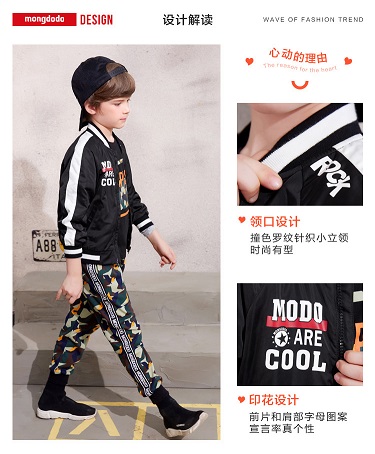 mongdodo DESIGN 设计解读 WAVE OF FASHION TREND
心动的理由
The reason for the heart
ROCK
领口设计
撞色罗纹针织小立领
时尚有型
MODO
ARE
COOL
印花设计
前片和肩部字母图案
宣言率真个性
MODO
ARE
COOL
PERF
A88